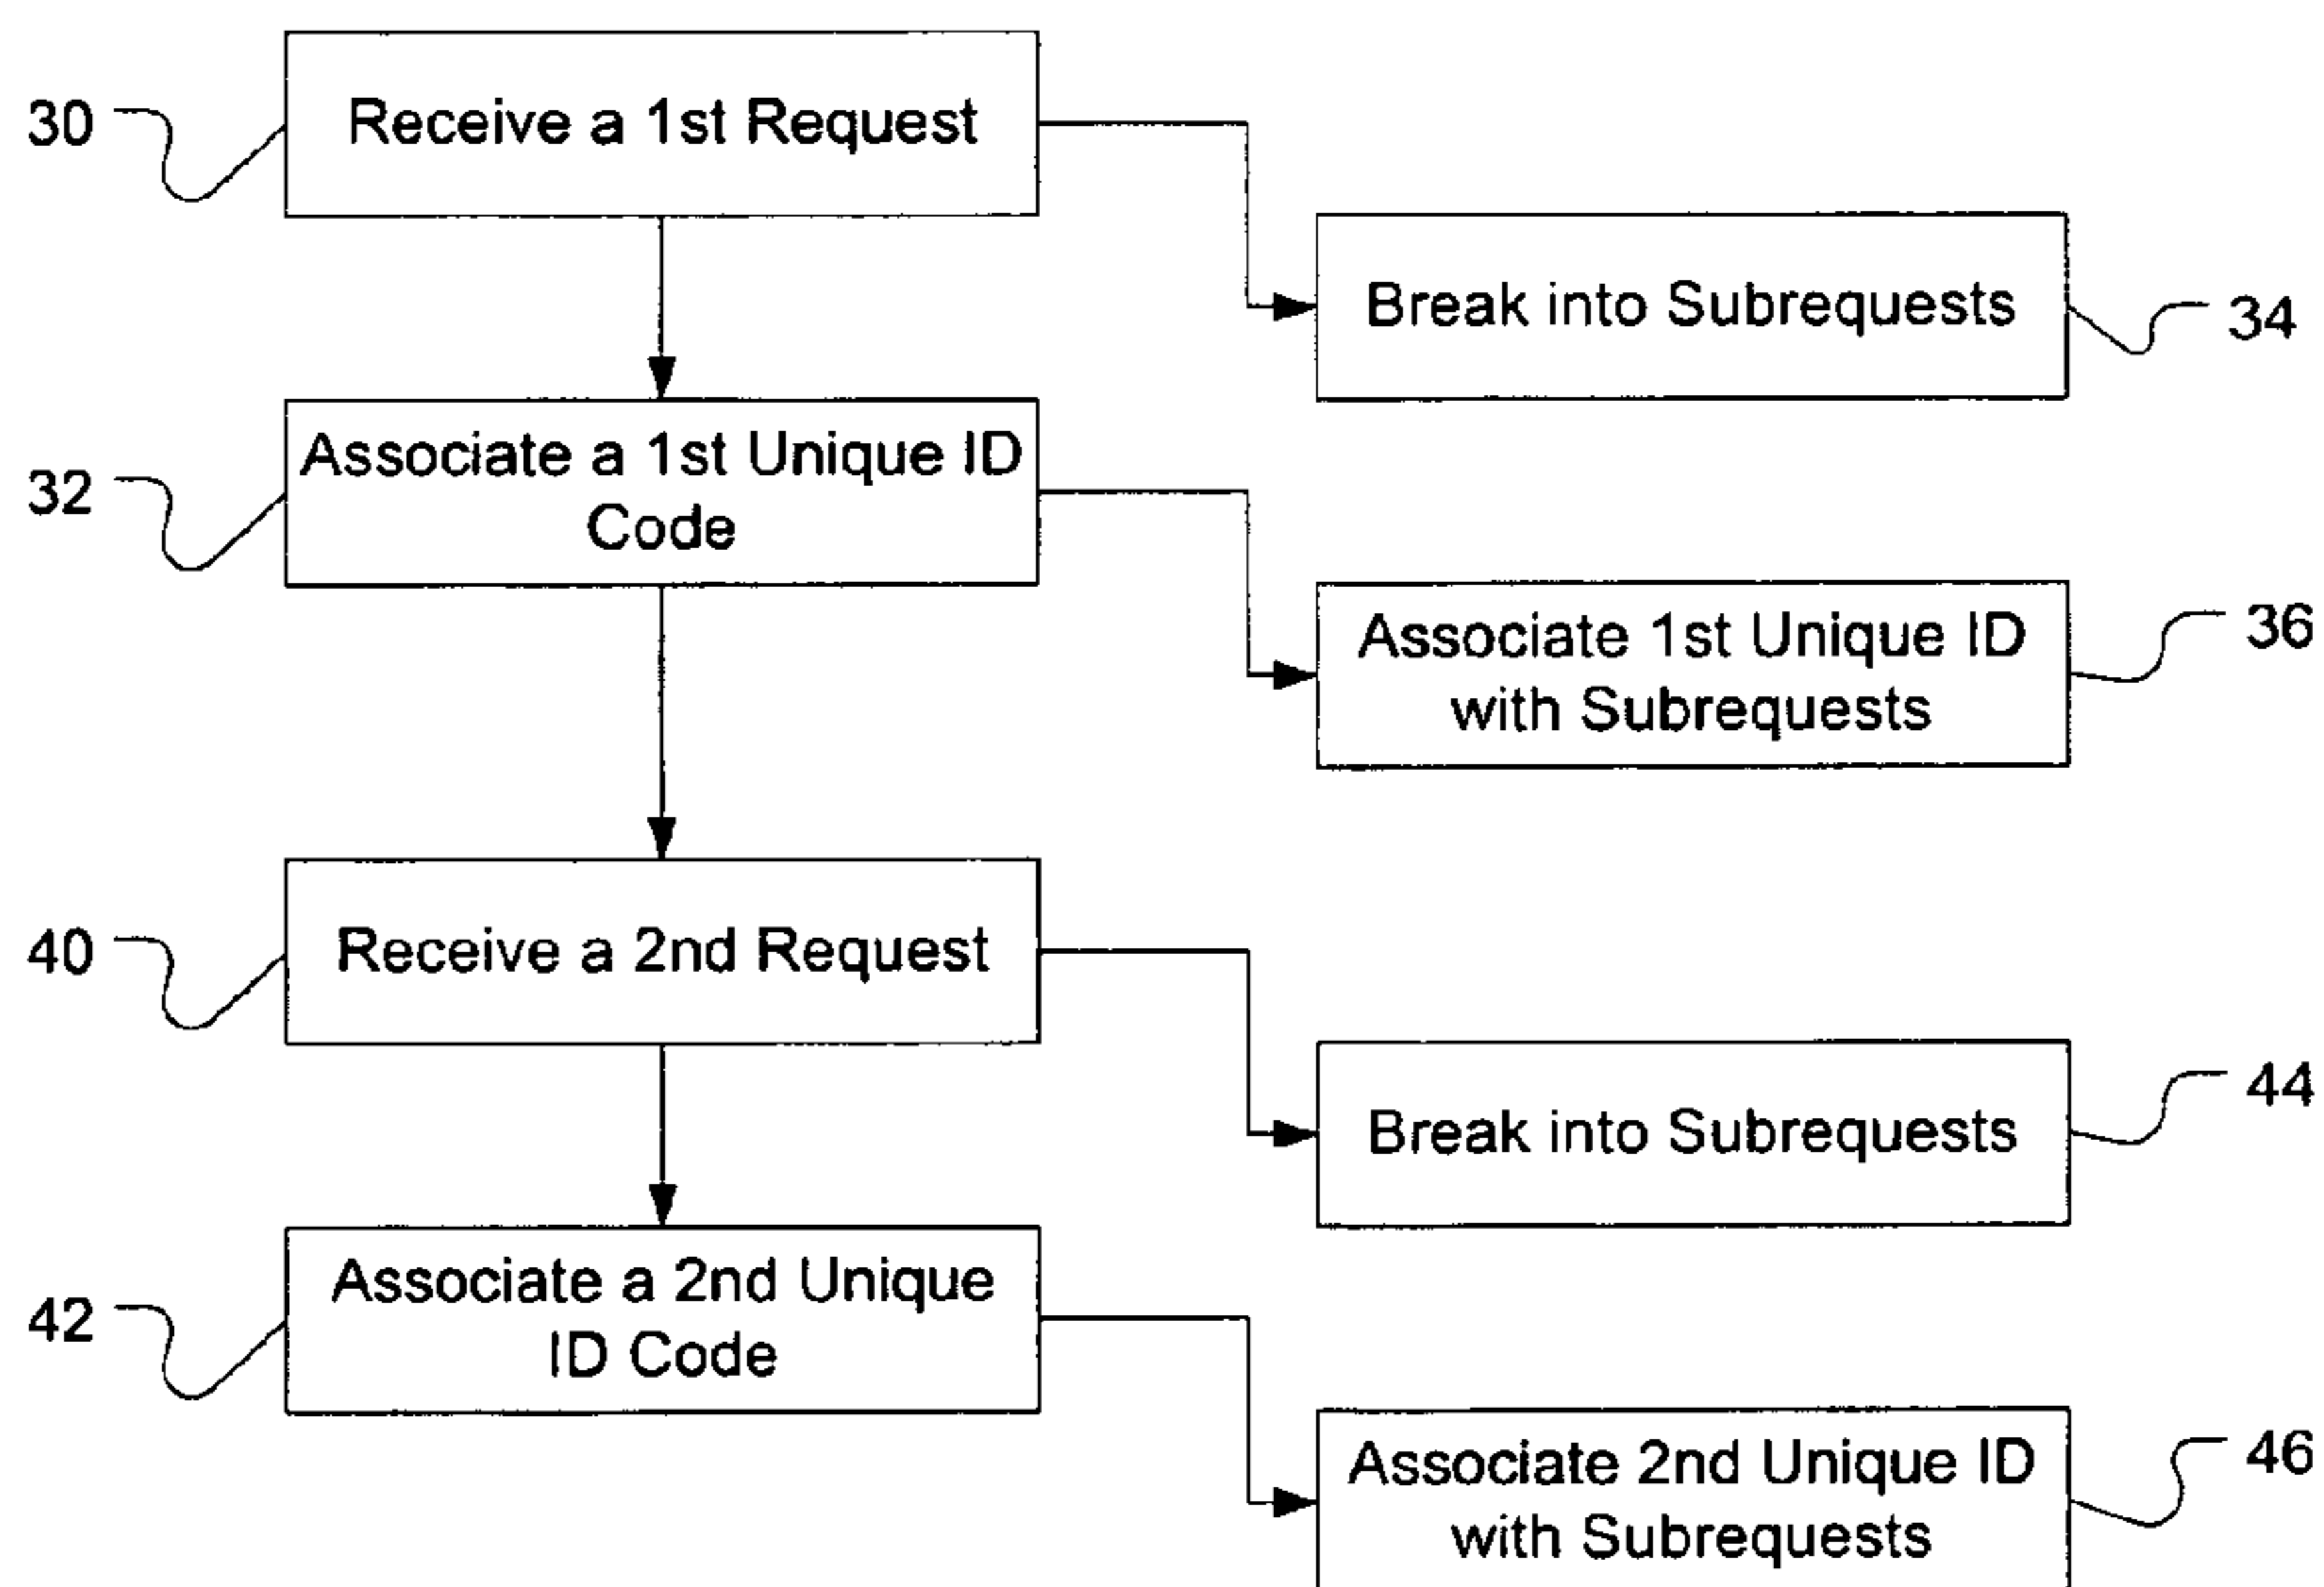 30
Receive a 1st Request
Break into Subrequests
34
32
Associate a 1st Unique ID
Code
36
Associate 1st Unique ID
with Subrequests
40
Receive a 2nd Request
44
Break into Subrequests
42
Associate a 2nd Unique
ID Code
46
Associate 2nd Unique ID
with Subrequests